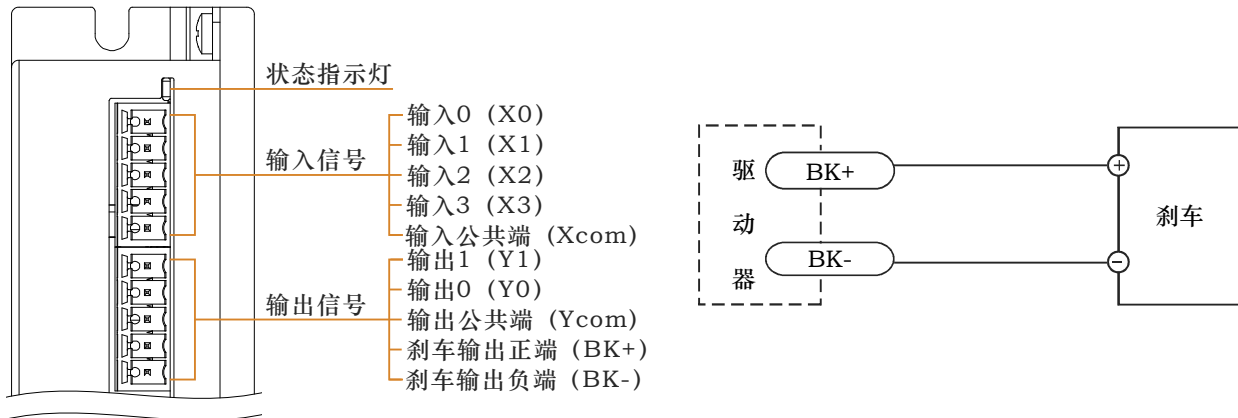 状态指示灯
输入信号
输入0 (X0)
输入1 (X1)
输入2 (X2)
输入3 (X3)
输入公共端 (Xcom)
输出信号
输出1 (Y1)
输出0 (Y0)
输出公共端 (Ycom)
刹车输出正端 (BK+)
刹车输出负端 (BK-)
驱动器
BK+
BK-
刹车